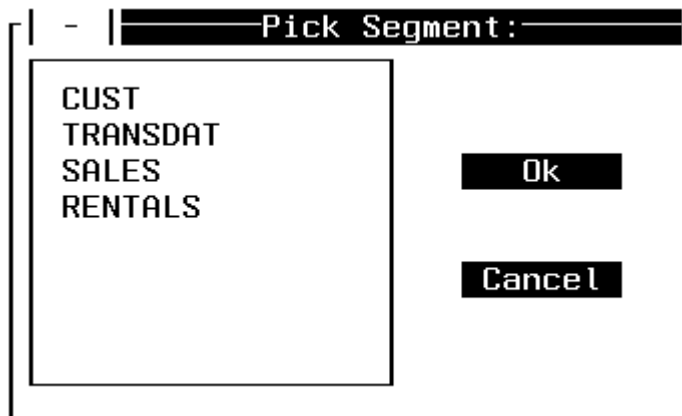 - Pick Segment:
CUST
TRANSDAT
SALES
RENTALS
Ok
Cancel